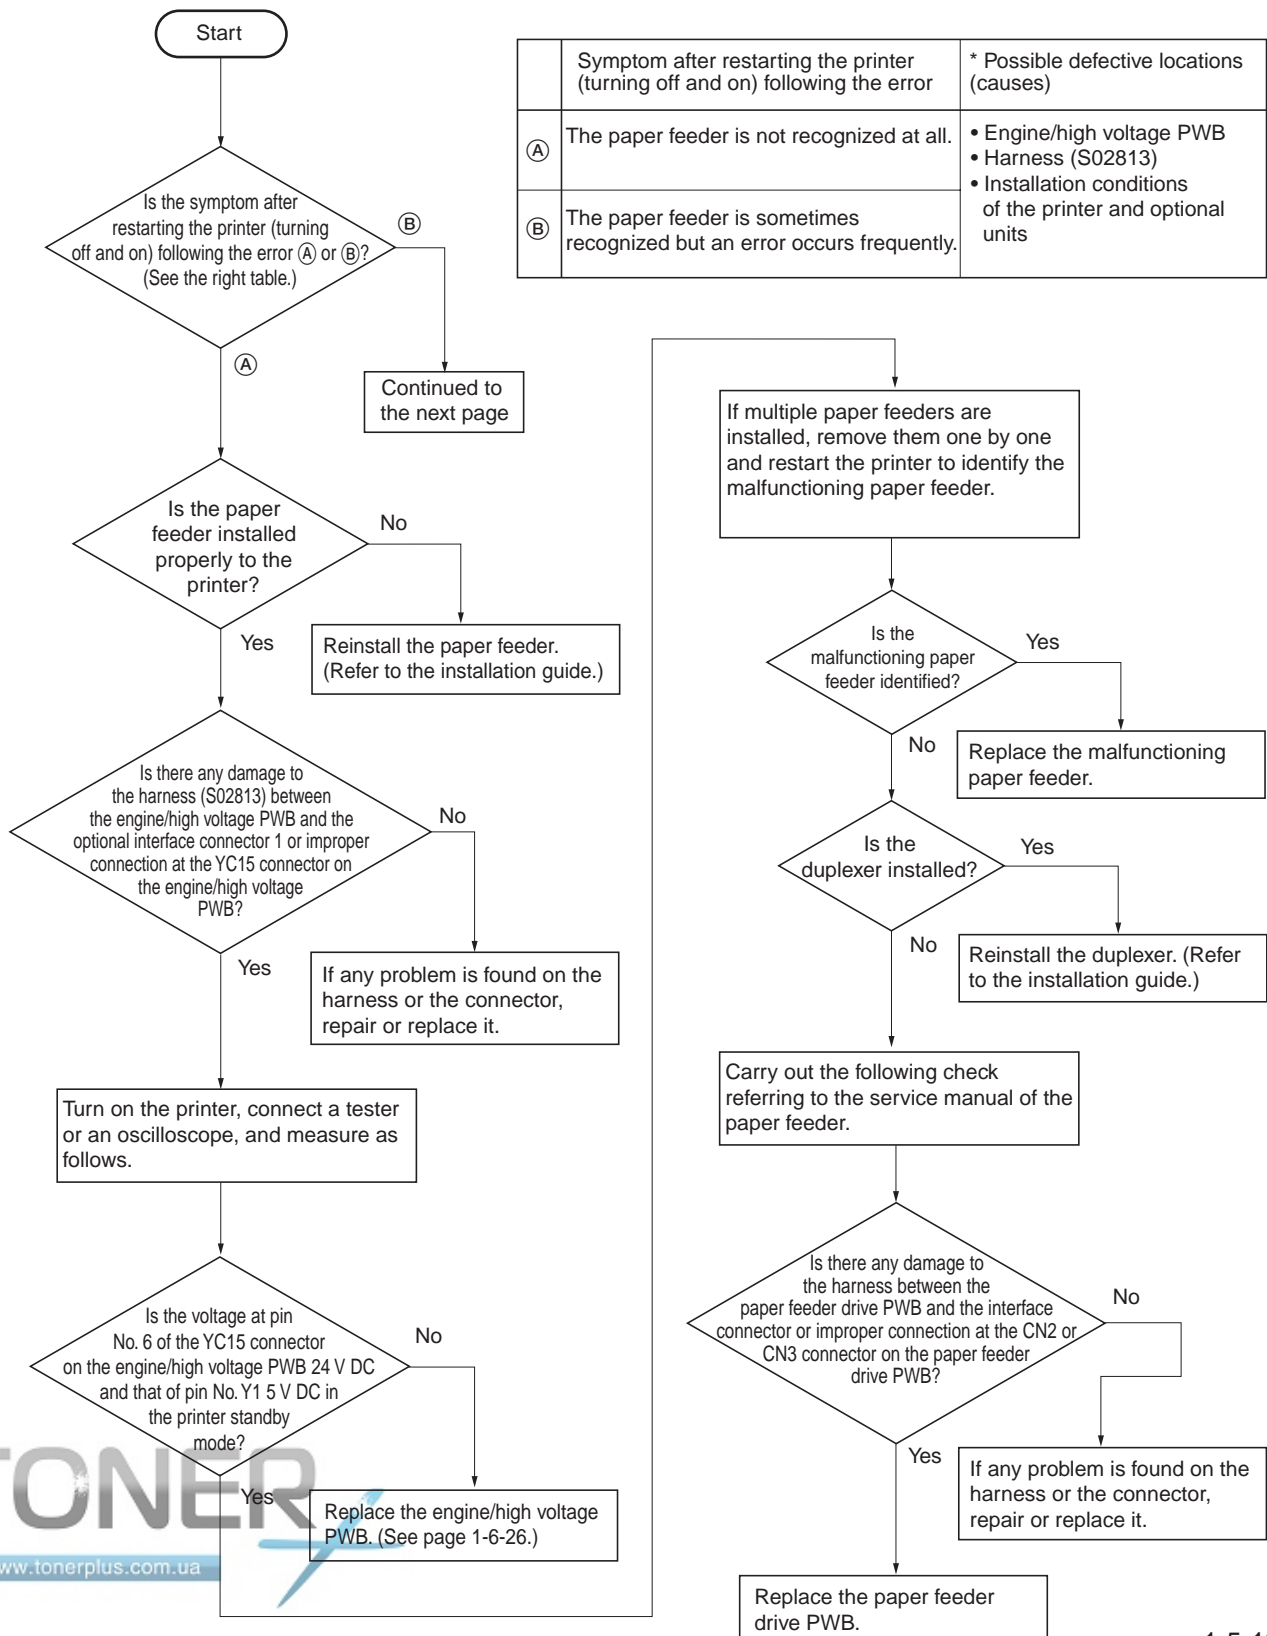 Start
Symptom after restarting the printer
(turning off and on) following the error
* Possible defective locations
(causes)
A
The paper feeder is not recognized at all.
• Engine/high voltage PWB
• Harness (S02813)
• Installation conditions
of the printer and optional
units
B
The paper feeder is sometimes
recognized but an error occurs frequently.
Is the symptom after
restarting the printer (turning
off and on) following the error A or B?
(See the right table.)
B
A
Continued to
the next page
Is the paper
feeder installed
properly to the
printer?
No
Yes
Reinstall the paper feeder.
(Refer to the installation guide.)
Is there any damage to
the harness (S02813) between
the engine/high voltage PWB and the
optional interface connector 1 or improper
connection at the YC15 connector on
the engine/high voltage
PWB?
No
Yes
If any problem is found on the
harness or the connector,
repair or replace it.
Turn on the printer, connect a tester
or an oscilloscope, and measure as
follows.
Is the voltage at pin
No. 6 of the YC15 connector
on the engine/high voltage PWB 24 V DC
and that of pin No. Y1 5 V DC in
the printer standby
mode?
No
Yes
Replace the engine/high voltage
PWB. (See page 1-6-26.)
If multiple paper feeders are
installed, remove them one by one
and restart the printer to identify the
malfunctioning paper feeder.
Is the
malfunctioning paper
feeder identified?
Yes
No
Replace the malfunctioning
paper feeder.
Is the
duplexer installed?
Yes
No
Reinstall the duplexer. (Refer
to the installation guide.)
Carry out the following check
referring to the service manual of the
paper feeder.
Is there any damage to
the harness between the
paper feeder drive PWB and the interface
connector or improper connection at the CN2 or
CN3 connector on the paper feeder
drive PWB?
No
Yes
If any problem is found on the
harness or the connector,
repair or replace it.
Replace the paper feeder
drive PWB.
TONER
ww.tonerplus.com.ua